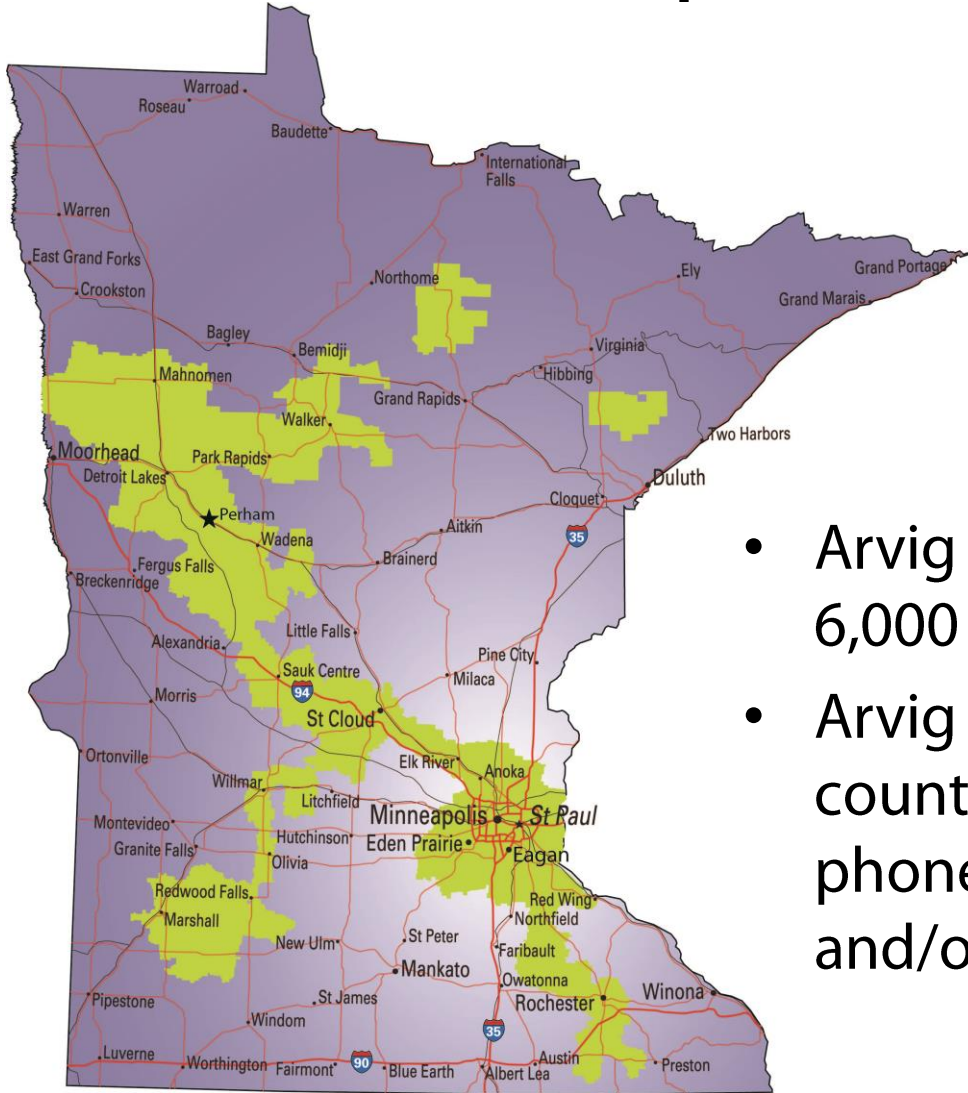 Warroad
Roseau
Baudette
International
Falls
Warren
East Grand Forks
Crookston
Northome
Ely
Grand Portage
Grand Marais
Bagley
Bemidji
Virginia
Hibbing
Mahnomen
Grand Rapids
Walker
Two Harbors
Moorhead
Park Rapids
Detroit Lakes
Duluth
Cloquet
Perham
Aitkin
35
Wadena
Brainerd
Fergus Falls
Breckenridge
Little Falls
Alexandria
Pine City
Sauk Centre
Milaca
94
Morris
St Cloud
Ortonville
Elk River
Anoka
Willmar
Litchfield
Minneapolis
St Paul
Montevideo
Hutchinson
Eden Prairie
Granite Falls
Olivia
Eagan
Redwood Falls
Red Wing
Marshall
Northfield
New Ulm
St Peter
Faribault
Mankato
Owatonna
Rochester
Winona
Pipestone
St James
Windom
35
Luverne
Worthington
Fairmont
90
Blue Earth
Albert Lea
Austin
Preston
• Arvig
6,000
• Arvig
count
phone
and/o